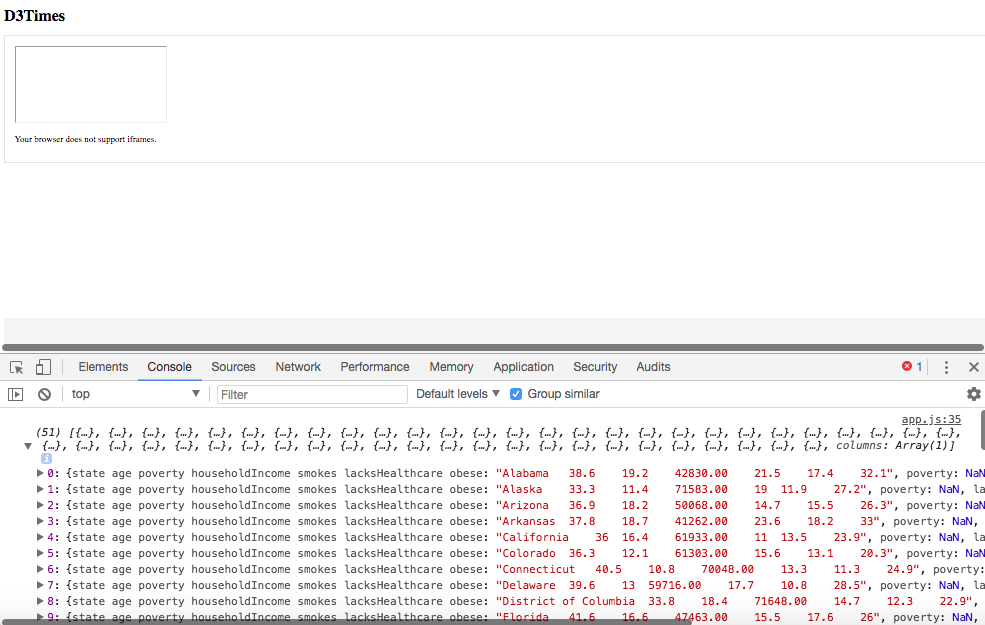 D3Times
Your browser does not support iframes.
Elements Console Sources Network Performance Memory Application Security Audits 1
top Filter Default levels Group similar
app.js:35
(51) [{…}, {…}, {…}, {…}, {…}, {…}, {…}, {…}, {…}, {…}, {…}, {…}, {…}, {…}, {…}, {…}, {…}, {…}, {…}, {…}, {…}, {…}, {…}, {…}, {…}, {…}, {…},
{…}, {…}, {…}, {…}, {…}, {…}, {…}, {…}, {…}, {…}, {…}, {…}, {…}, {…}, {…}, {…}, {…}, {…}, {…}, {…}, {…}, {…}, {…}, {…}, columns: Array(1)]
i
0: {state age poverty householdIncome smokes lacksHealthcare obese: "Alabama 38.6 19.2 42830.00 21.5 17.4 32.1", poverty: NaN
1: {state age poverty householdIncome smokes lacksHealthcare obese: "Alaska 33.3 11.4 71583.00 19 11.9 27.2", poverty: NaN, la
2: {state age poverty householdIncome smokes lacksHealthcare obese: "Arizona 36.9 18.2 50068.00 14.7 15.5 26.3", poverty: NaN
3: {state age poverty householdIncome smokes lacksHealthcare obese: "Arkansas 37.8 18.7 41262.00 23.6 18.2 33", poverty: NaN,
4: {state age poverty householdIncome smokes lacksHealthcare obese: "California 36 16.4 61933.00 11 13.5 23.9", poverty: NaN, la
5: {state age poverty householdIncome smokes lacksHealthcare obese: "Colorado 36.3 12.1 61303.00 15.6 13.1 20.3", poverty: NaN
6: {state age poverty householdIncome smokes lacksHealthcare obese: "Connecticut 40.5 10.8 70048.00 13.3 11.3 24.9", poverty:
7: {state age poverty householdIncome smokes lacksHealthcare obese: "Delaware 39.6 13 59716.00 17.7 10.8 28.5", poverty: NaN, la
8: {state age poverty householdIncome smokes lacksHealthcare obese: "District of Columbia 33.8 18.4 71648.00 14.7 12.3 22.9",
9: {state age poverty householdIncome smokes lacksHealthcare obese: "Florida 41.6 16.6 47463.00 15.5 17.6 26", poverty: NaN,